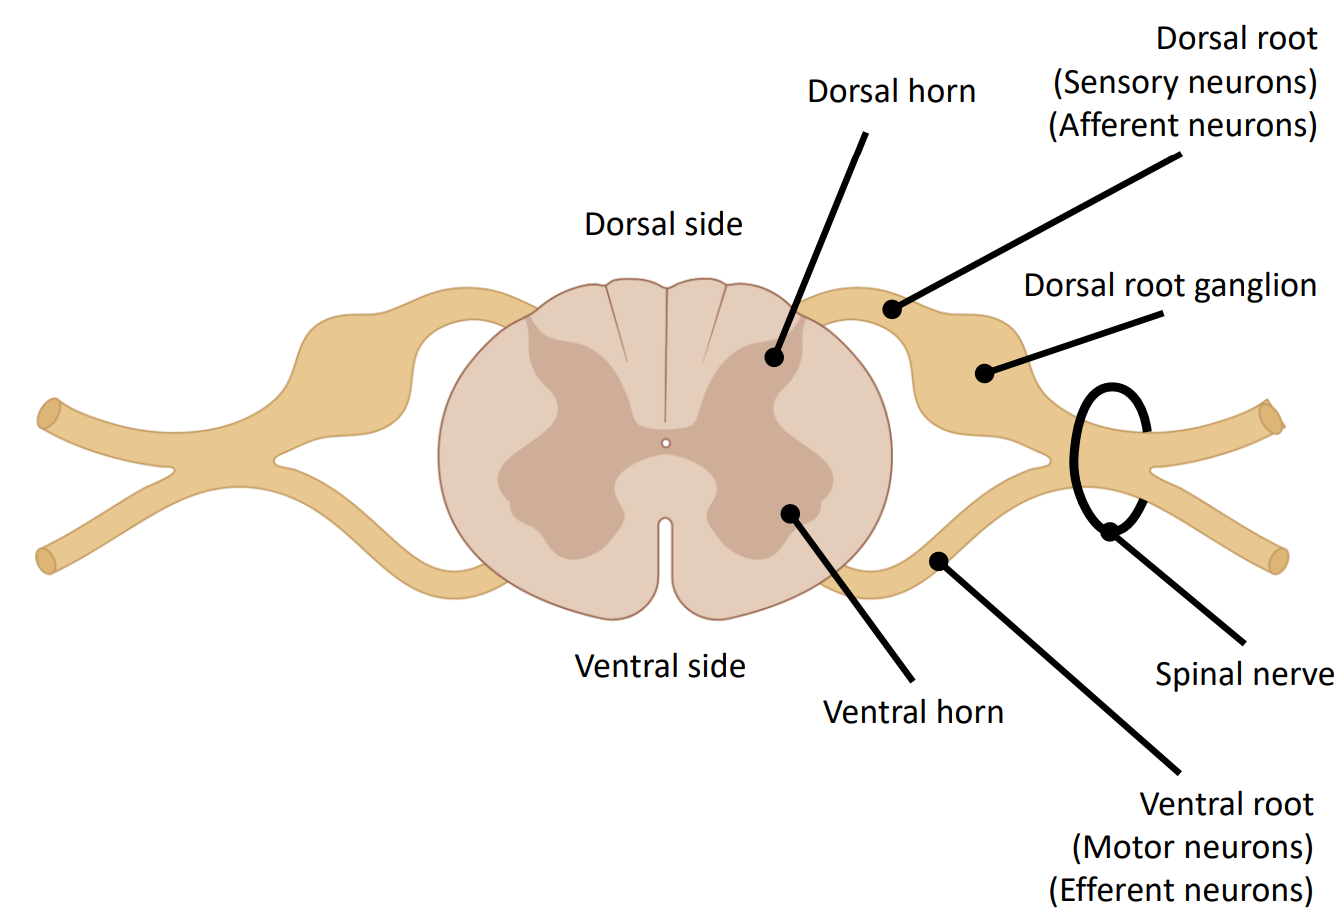 Dorsal root
(Sensory neurons)
(Afferent neurons)
Dorsal horn
Dorsal side
Dorsal root ganglion
Ventral side
Spinal nerve
Ventral horn
Ventral root
(Motor neurons)
(Efferent neurons)